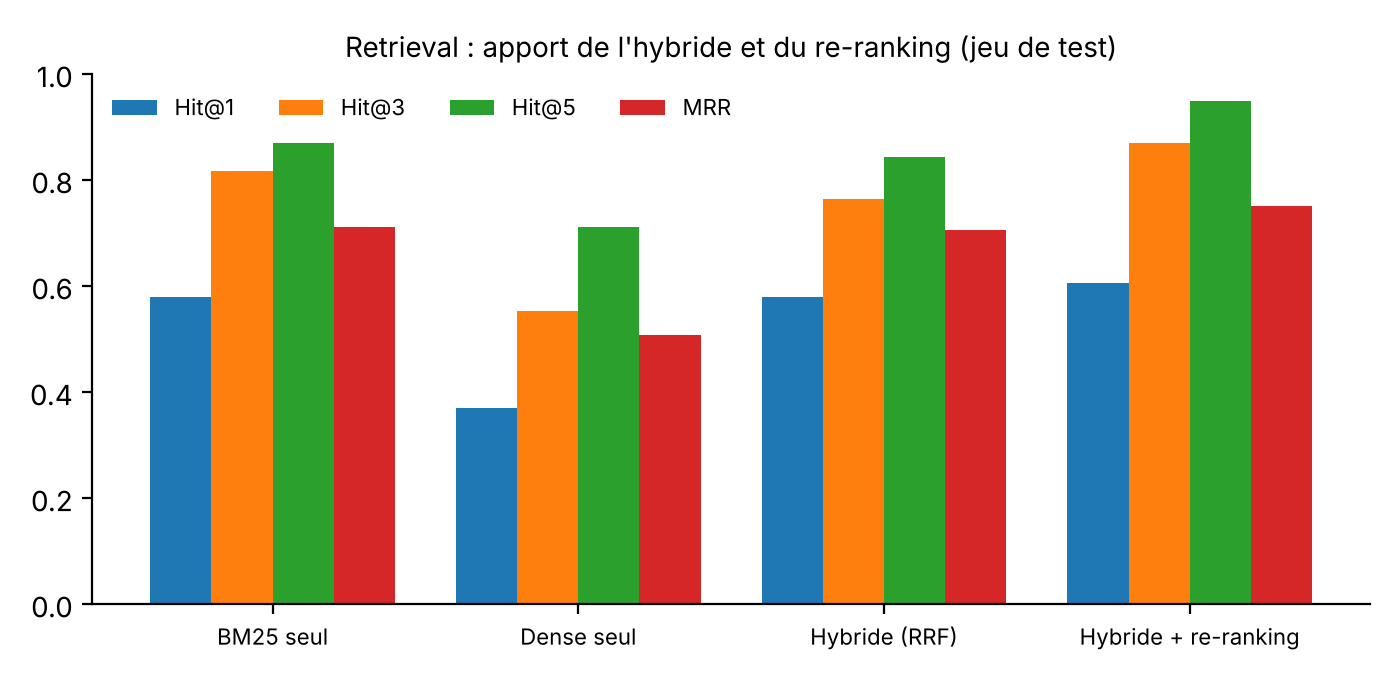 Retrieval : apport de l'hybride et du re-ranking (jeu de test)
1.0
Hit@1 Hit@3 Hit@5 MRR
0.8
0.6
0.4
0.2
0.0
BM25 seul Dense seul Hybride (RRF) Hybride + re-ranking